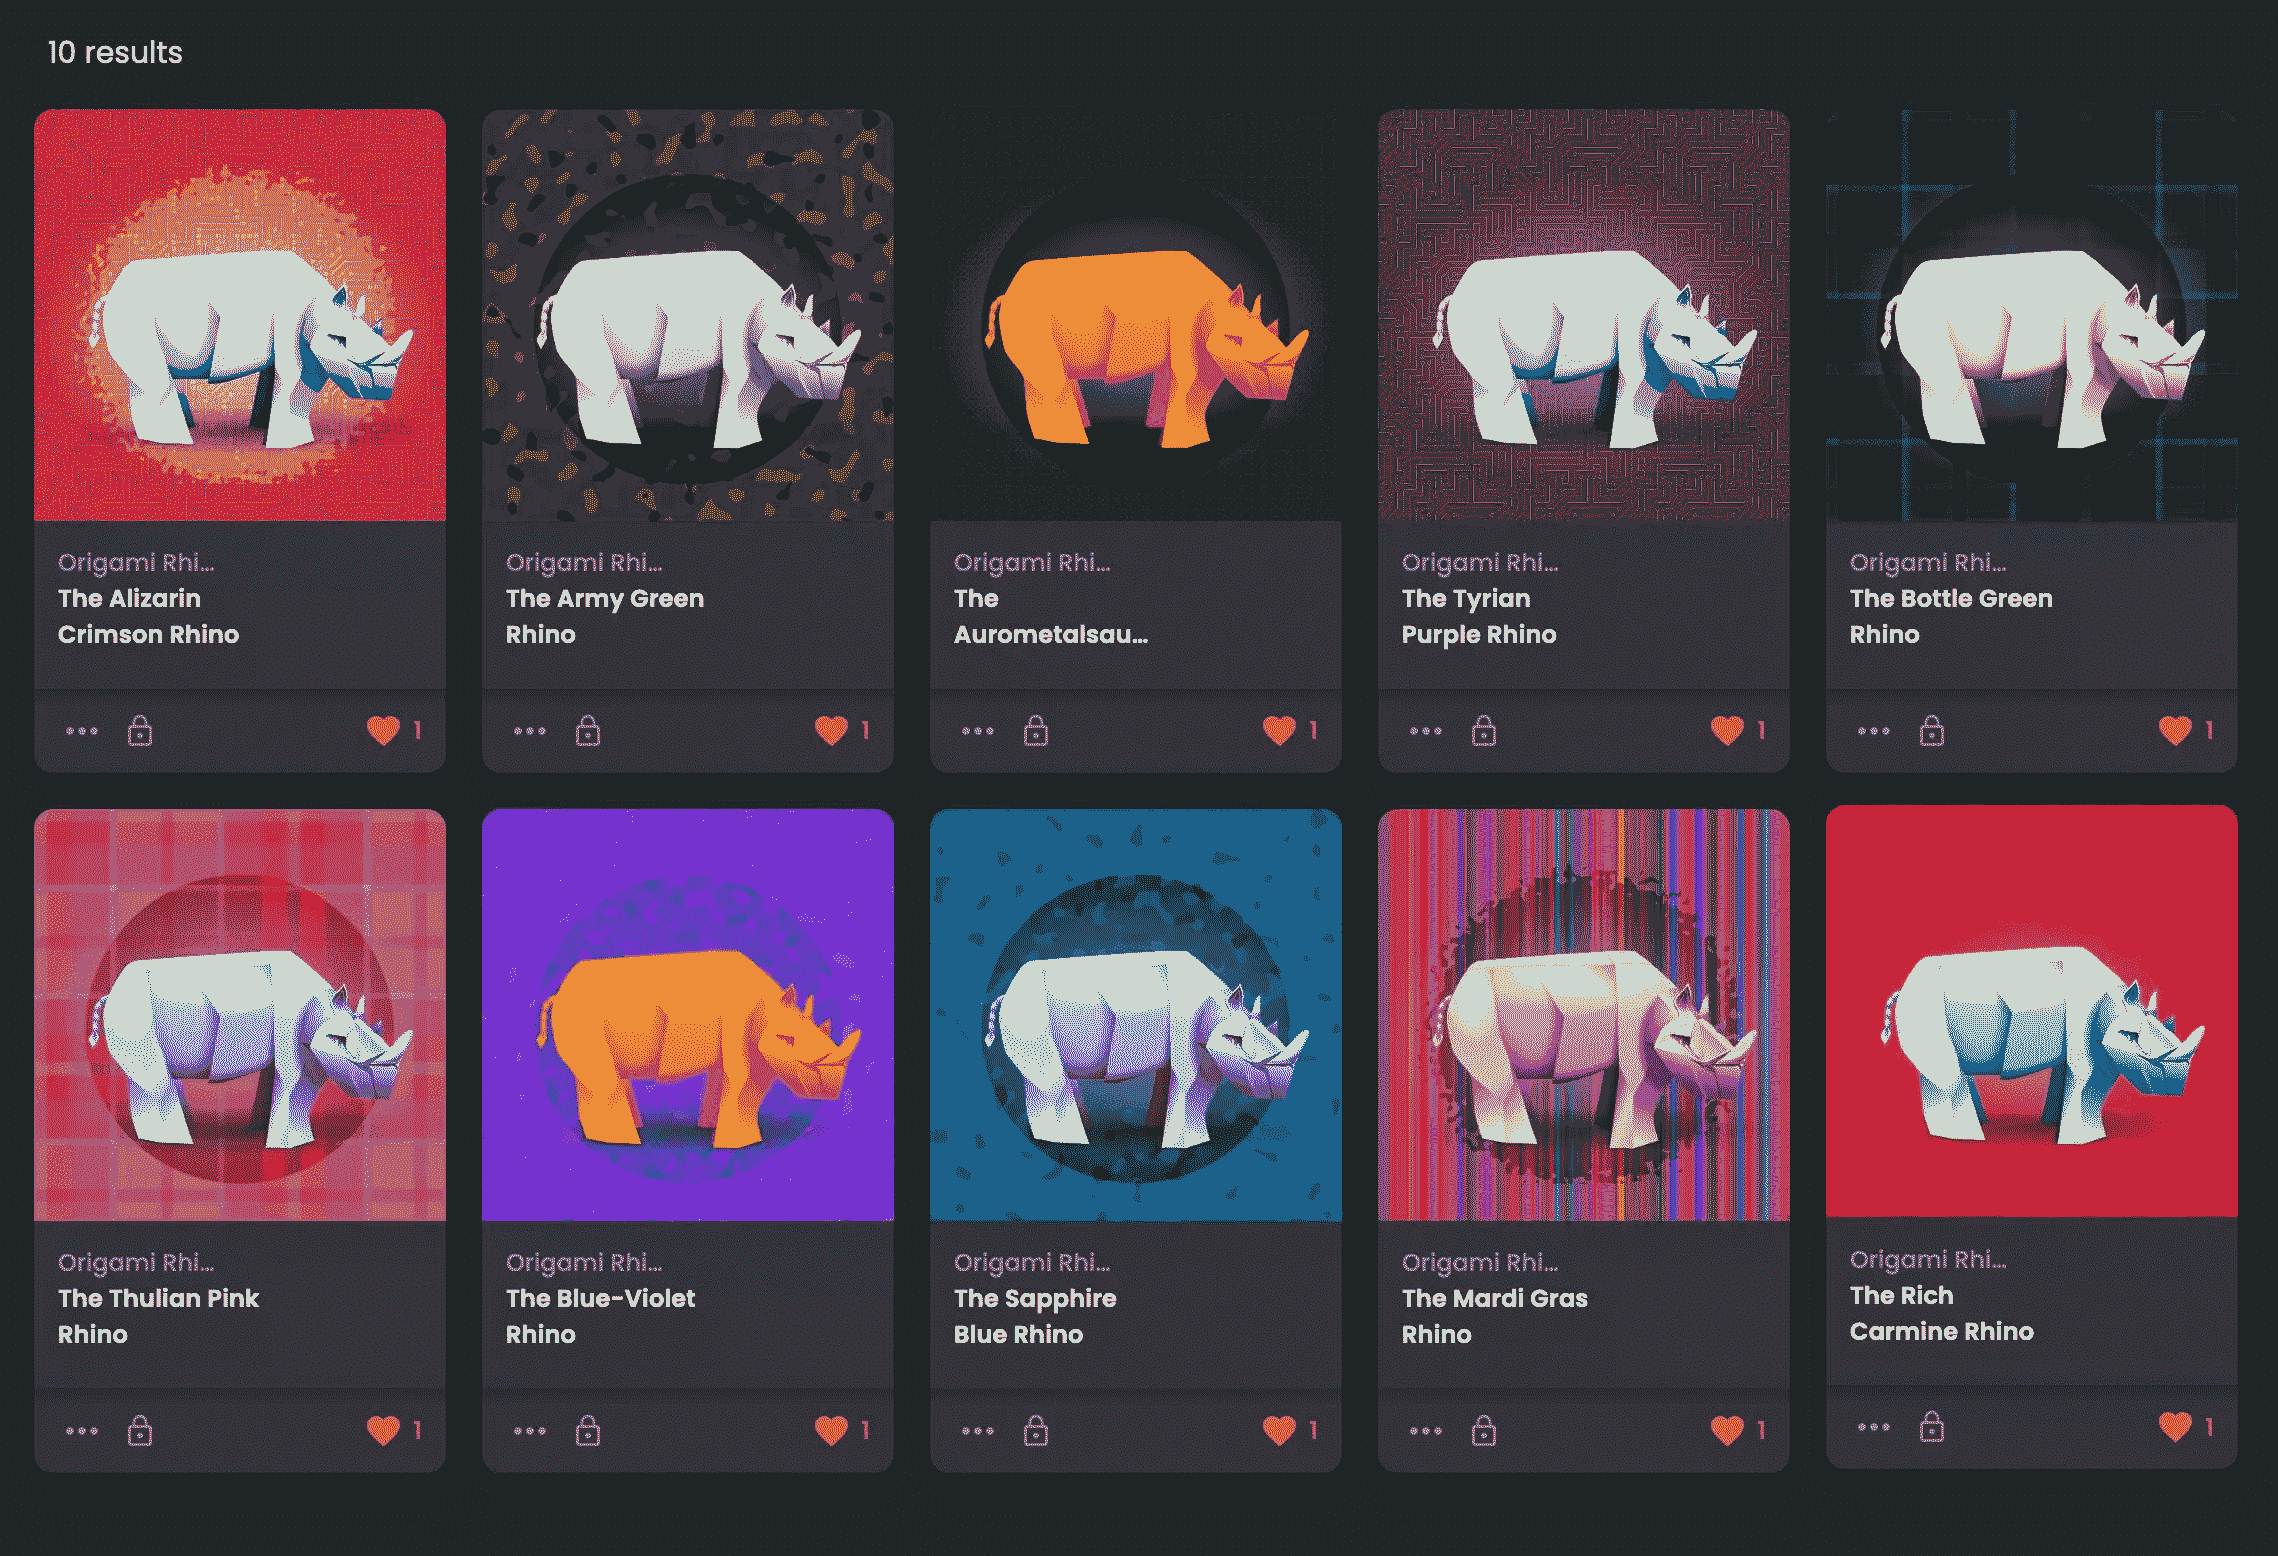 10 results
Origami Rhi...
The Alizarin
Crimson Rhino
1
Origami Rhi...
The Army Green
Rhino
1
Origami Rhi...
The
Aurometalsau...
1
Origami Rhi...
The Tyrian
Purple Rhino
1
Origami Rhi...
The Bottle Green
Rhino
1
Origami Rhi...
The Thulian Pink
Rhino
1
Origami Rhi...
The Blue-Violet
Rhino
1
Origami Rhi...
The Sapphire
Blue Rhino
1
Origami Rhi...
The Mardi Gras
Rhino
1
Origami Rhi...
The Rich
Carmine Rhino
1